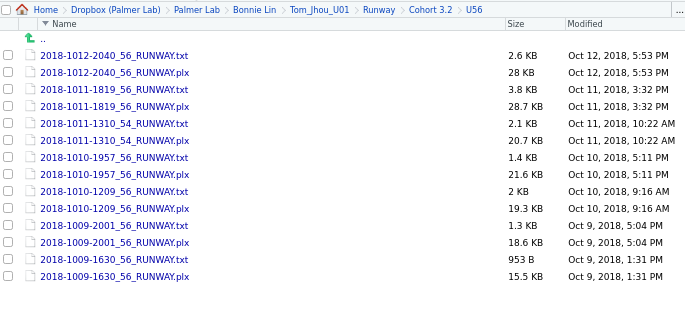 Home Dropbox (Palmer Lab) Palmer Lab Bonnie Lin Tom_Jhou_U01 Runway Cohort 3.2 U56 ...
Name Size Modified
..
2018-1012-2040_56_RUNWAY.txt 2.6 KB Oct 12, 2018, 5:53 PM
2018-1012-2040_56_RUNWAY.plx 28 KB Oct 12, 2018, 5:53 PM
2018-1011-1819_56_RUNWAY.txt 3.8 KB Oct 11, 2018, 3:32 PM
2018-1011-1819_56_RUNWAY.plx 28.7 KB Oct 11, 2018, 3:32 PM
2018-1011-1310_54_RUNWAY.txt 2.1 KB Oct 11, 2018, 10:22 AM
2018-1011-1310_54_RUNWAY.plx 20.7 KB Oct 11, 2018, 10:22 AM
2018-1010-1957_56_RUNWAY.txt 1.4 KB Oct 10, 2018, 5:11 PM
2018-1010-1957_56_RUNWAY.plx 21.6 KB Oct 10, 2018, 5:11 PM
2018-1010-1209_56_RUNWAY.txt 2 KB Oct 10, 2018, 9:16 AM
2018-1010-1209_56_RUNWAY.plx 19.3 KB Oct 10, 2018, 9:16 AM
2018-1009-2001_56_RUNWAY.txt 1.3 KB Oct 9, 2018, 5:04 PM
2018-1009-2001_56_RUNWAY.plx 18.6 KB Oct 9, 2018, 5:04 PM
2018-1009-1630_56_RUNWAY.txt 953 B Oct 9, 2018, 1:31 PM
2018-1009-1630_56_RUNWAY.plx 15.5 KB Oct 9, 2018, 1:31 PM